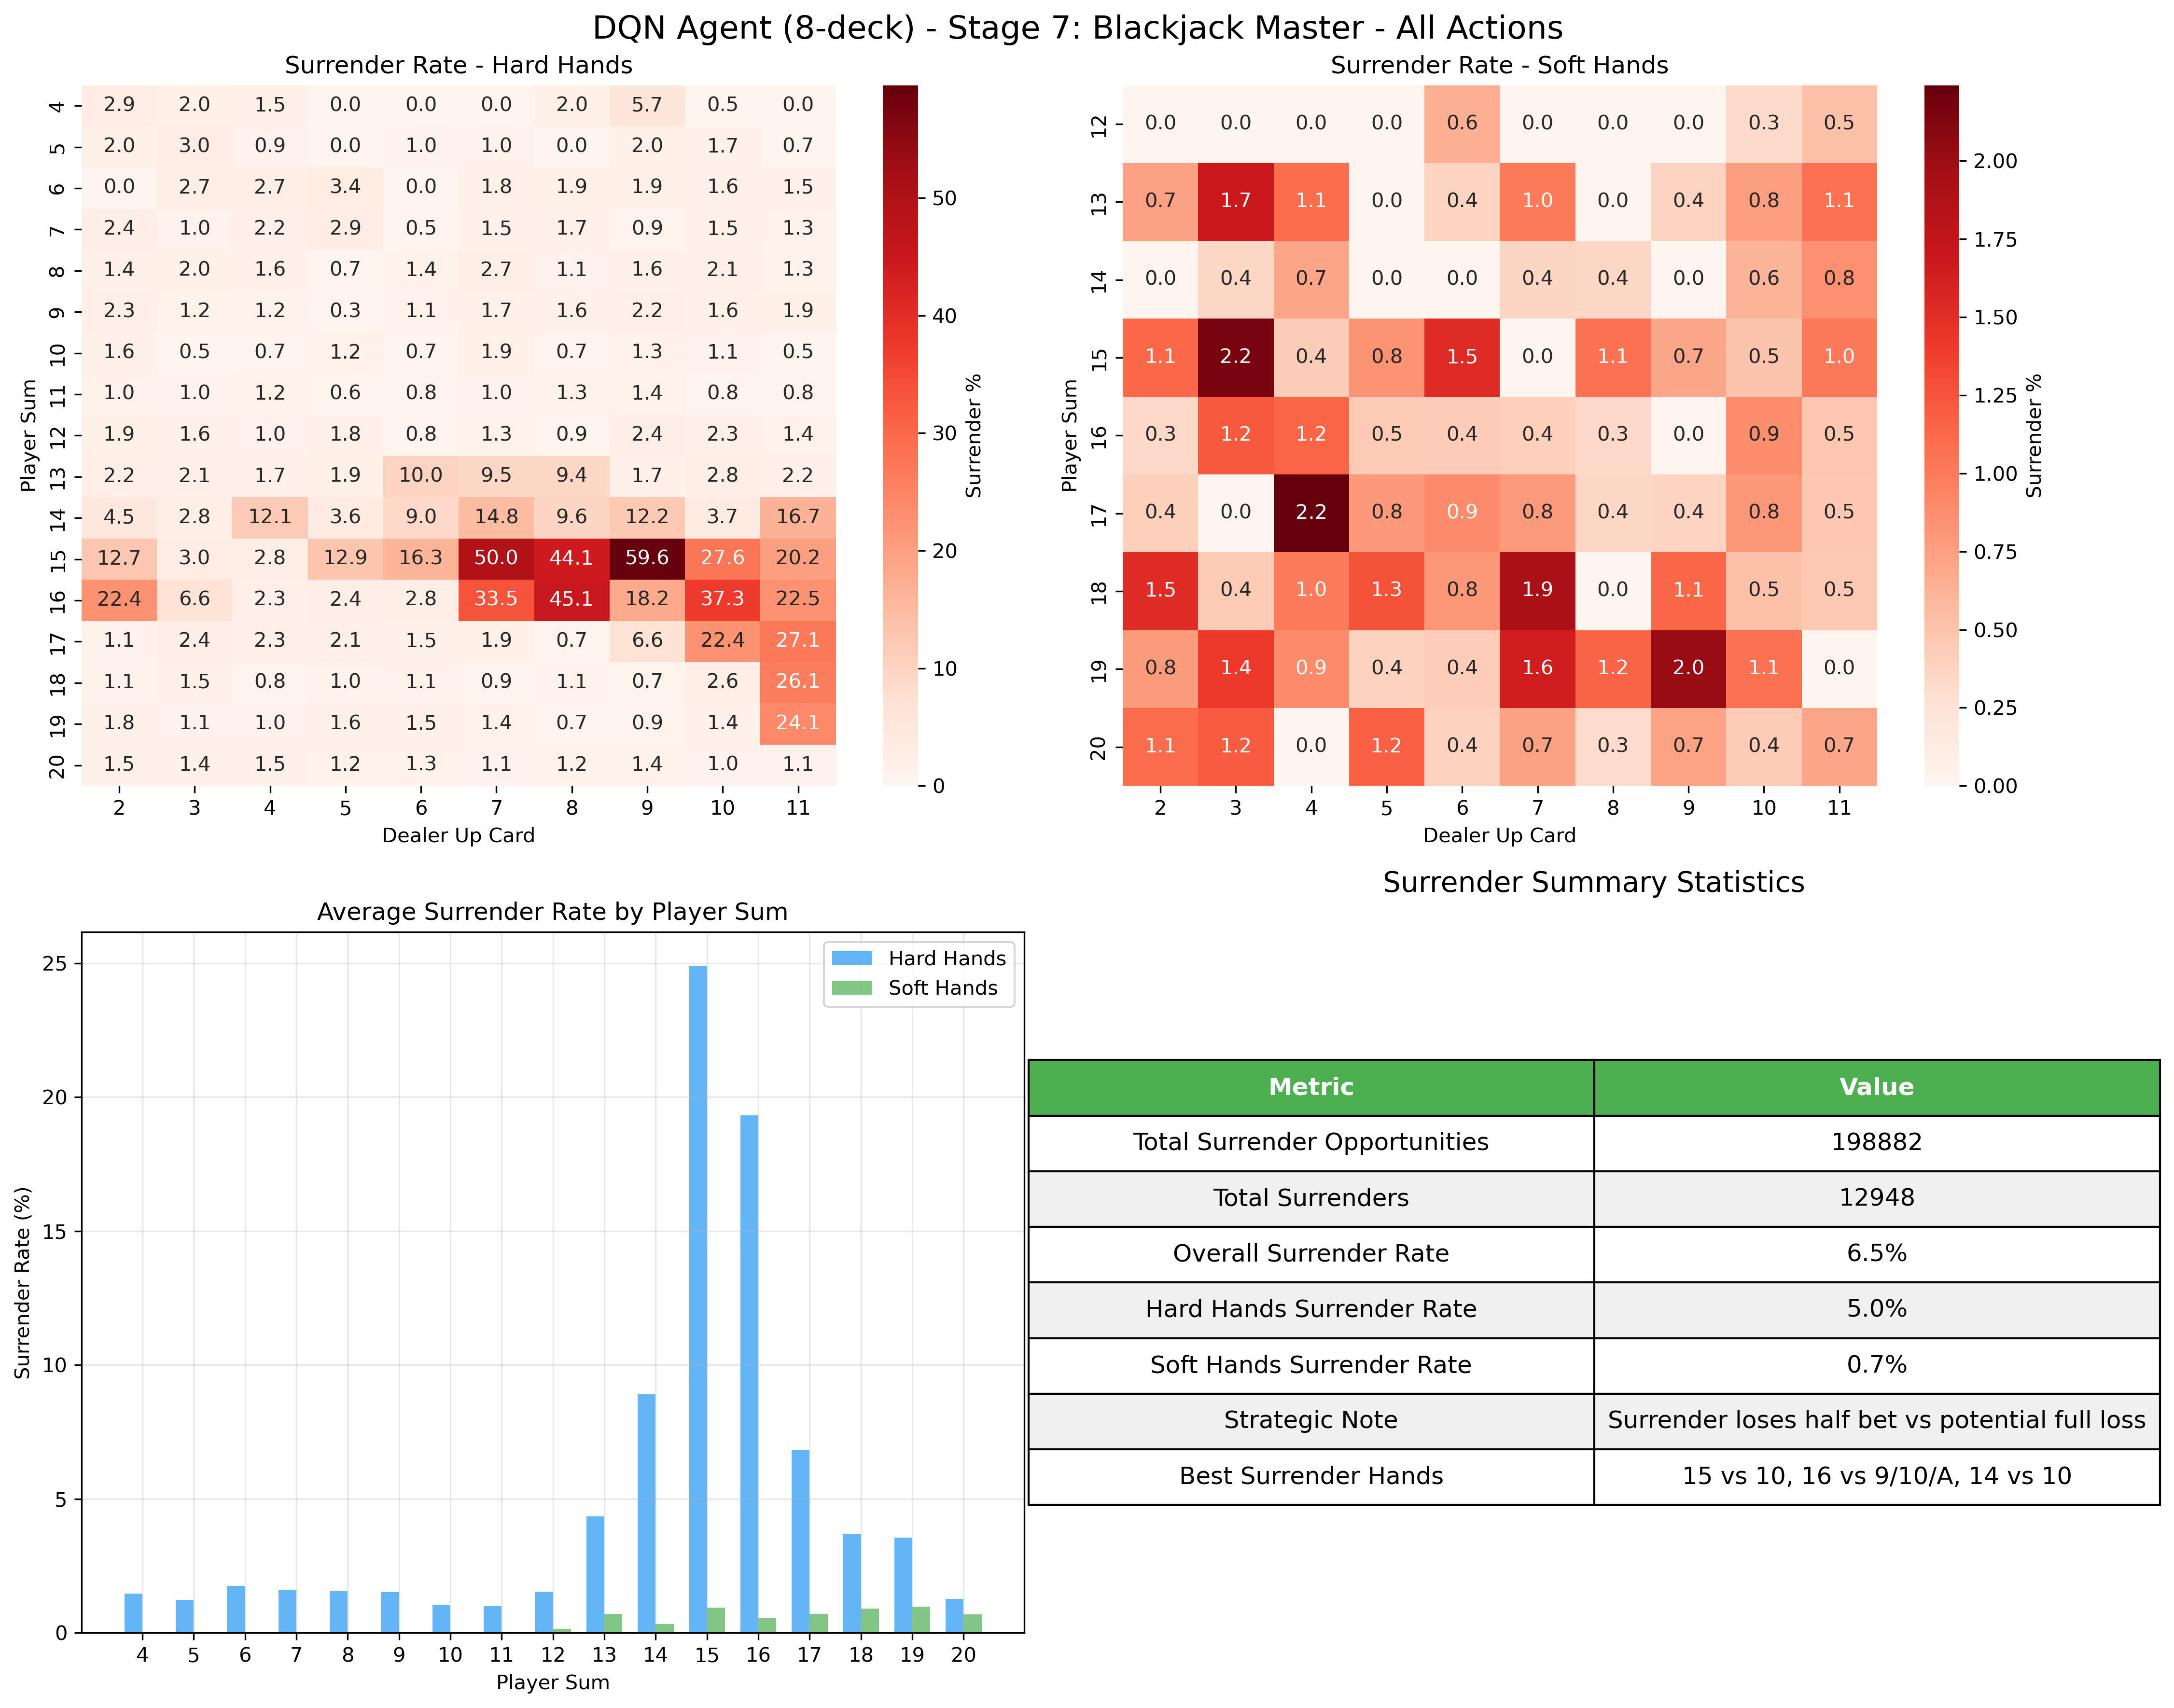 DQN Agent (8-deck) - Stage 7: Blackjack Master - All Actions
Surrender Rate - Hard Hands
Player Sum
4 2.9 2.0 1.5 0.0 0.0 0.0 2.0 5.7 0.5 0.0
5 2.0 3.0 0.9 0.0 1.0 1.0 0.0 2.0 1.7 0.7
6 0.0 2.7 2.7 3.4 0.0 1.8 1.9 1.9 1.6 1.5
7 2.4 1.0 2.2 2.9 0.5 1.5 1.7 0.9 1.5 1.3
8 1.4 2.0 1.6 0.7 1.4 2.7 1.1 1.6 2.1 1.3
9 2.3 1.2 1.2 0.3 1.1 1.7 1.6 2.2 1.6 1.9
10 1.6 0.5 0.7 1.2 0.7 1.9 0.7 1.3 1.1 0.5
11 1.0 1.0 1.2 0.6 0.8 1.0 1.3 1.4 0.8 0.8
12 1.9 1.6 1.0 1.8 0.8 1.3 0.9 2.4 2.3 1.4
13 2.2 2.1 1.7 1.9 10.0 9.5 9.4 1.7 2.8 2.2
14 4.5 2.8 12.1 3.6 9.0 14.8 9.6 12.2 3.7 16.7
15 12.7 3.0 2.8 12.9 16.3 50.0 44.1 59.6 27.6 20.2
16 22.4 6.6 2.3 2.4 2.8 33.5 45.1 18.2 37.3 22.5
17 1.1 2.4 2.3 2.1 1.5 1.9 0.7 6.6 22.4 27.1
18 1.1 1.5 0.8 1.0 1.1 0.9 1.1 0.7 2.6 26.1
19 1.8 1.1 1.0 1.6 1.5 1.4 0.7 0.9 1.4 24.1
20 1.5 1.4 1.5 1.2 1.3 1.1 1.2 1.4 1.0 1.1
2 3 4 5 6 7 8 9 10 11
Dealer Up Card
50
40
30
20
10
0
Surrender %
Surrender Rate - Soft Hands
Player Sum
12 0.0 0.0 0.0 0.0 0.6 0.0 0.0 0.0 0.3 0.5
13 0.7 1.7 1.1 0.0 0.4 1.0 0.0 0.4 0.8 1.1
14 0.0 0.4 0.7 0.0 0.0 0.4 0.4 0.0 0.6 0.8
15 1.1 2.2 0.4 0.8 1.5 0.0 1.1 0.7 0.5 1.0
16 0.3 1.2 1.2 0.5 0.4 0.4 0.3 0.0 0.9 0.5
17 0.4 0.0 2.2 0.8 0.9 0.8 0.4 0.4 0.8 0.5
18 1.5 0.4 1.0 1.3 0.8 1.9 0.0 1.1 0.5 0.5
19 0.8 1.4 0.9 0.4 0.4 1.6 1.2 2.0 1.1 0.0
20 1.1 1.2 0.0 1.2 0.4 0.7 0.3 0.7 0.4 0.7
2 3 4 5 6 7 8 9 10 11
Dealer Up Card
2.00
1.75
1.50
1.25
1.00
0.75
0.50
0.25
0.00
Surrender %
Average Surrender Rate by Player Sum
Surrender Rate (%)
25
20
15
10
5
0
Hard Hands
Soft Hands
4 5 6 7 8 9 10 11 12 13 14 15 16 17 18 19 20
Player Sum
Surrender Summary Statistics
Metric Value
Total Surrender Opportunities 198882
Total Surrenders 12948
Overall Surrender Rate 6.5%
Hard Hands Surrender Rate 5.0%
Soft Hands Surrender Rate 0.7%
Strategic Note Surrender loses half bet vs potential full loss
Best Surrender Hands 15 vs 10, 16 vs 9/10/A, 14 vs 10